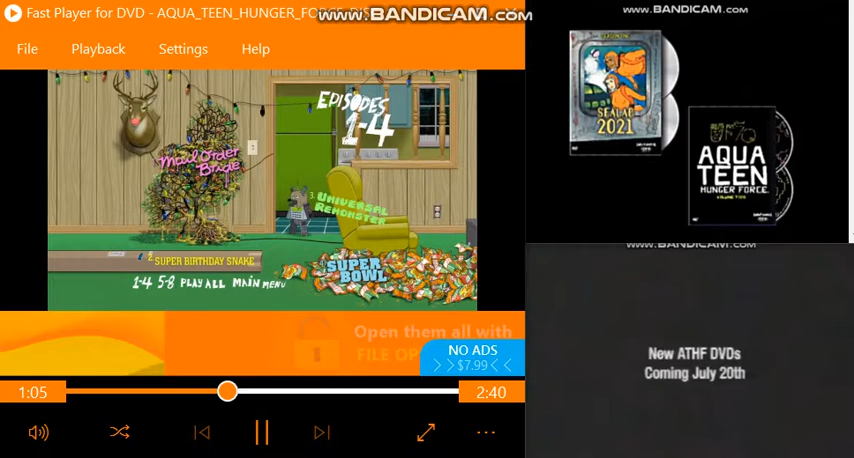 Fast Player for DVD - AQUA_TEEN_HUNGER_FORCE
www.BANDICAM.com
File
Playback
Settings
Help
EPISODES
1-4
Mail Order
Bride
3. UNIVERSAL
REMONSTER
2 SUPER BIRTHDAY SNAKE
SUPER
BOWL
1-4 5-8 PLAY ALL MAIN MENU
Open them all with
FILE OP
NO ADS
> >$7.99< <
1:05
2:40
www.BANDICAM.com
SEALAB
2021
AQUA
TEEN
HUNGER FORCE
VOLUME TWO
www.BANDICAM.com
New ATHF DVDs
Coming July 20th